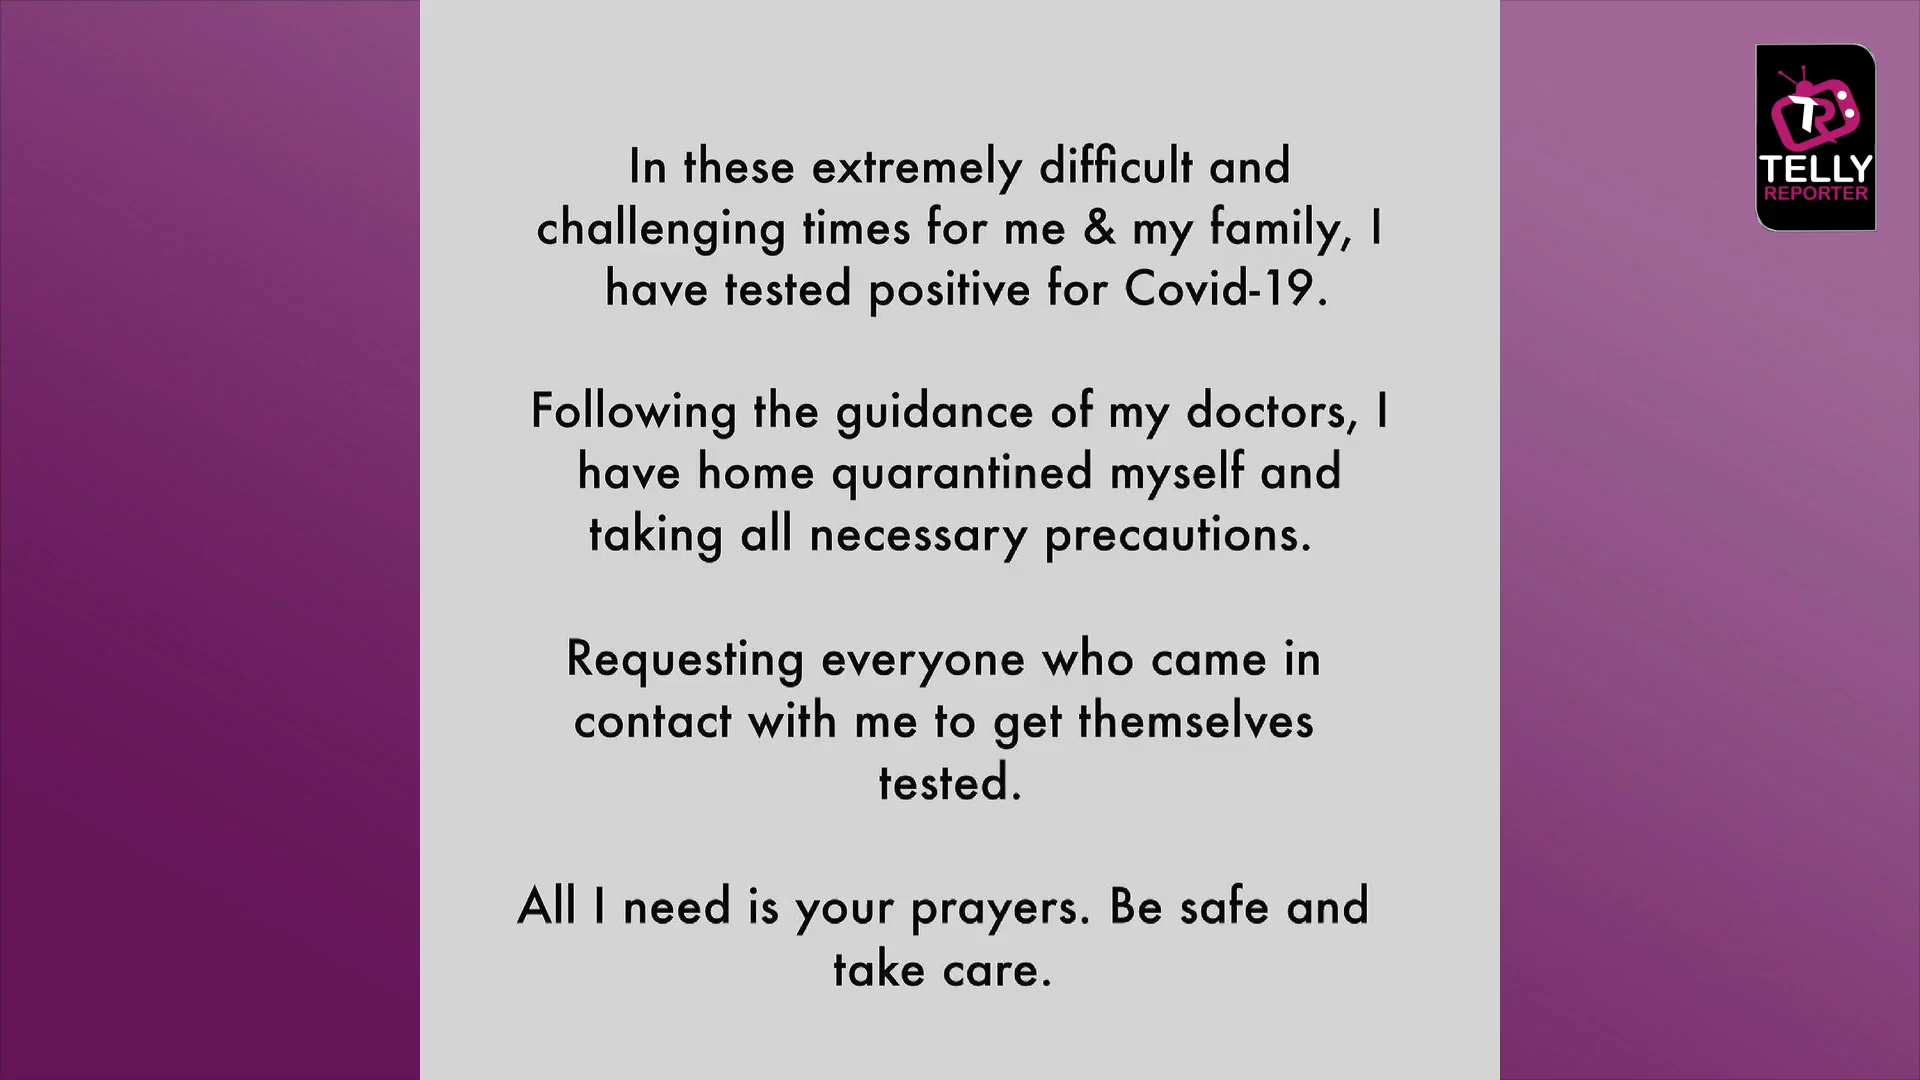 In these extremely difficult and
challenging times for me & my family, I
have tested positive for Covid-19.
Following the guidance of my doctors, I
have home quarantined myself and
taking all necessary precautions.
Requesting everyone who came in
contact with me to get themselves
tested.
All I need is your prayers. Be safe and
take care.
TR
TELLY
REPORTER